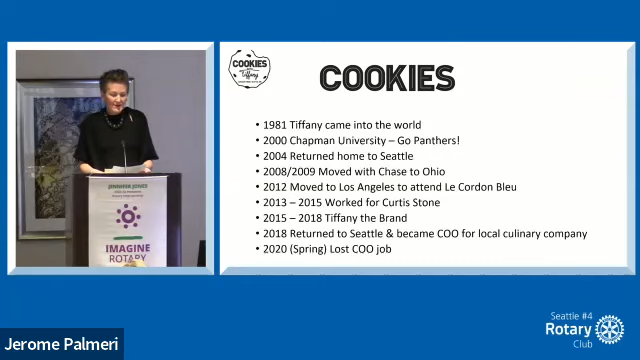 COOKIES
Tiffany
COOKIES
• 1981 Tiffany came into the world
• 2000 Chapman University – Go Panthers!
• 2004 Returned home to Seattle
• 2008/2009 Moved with Chase to Ohio
• 2012 Moved to Los Angeles to attend Le Cordon Bleu
• 2013 – 2015 Worked for Curtis Stone
• 2015 – 2018 Tiffany the Brand
• 2018 Returned to Seattle & became COO for local culinary company
• 2020 (Spring) Lost COO job
JENNIFER JONES
IMAGINE
ROTARY
Seattle #4
Rotary
Club
Jerome Palmeri